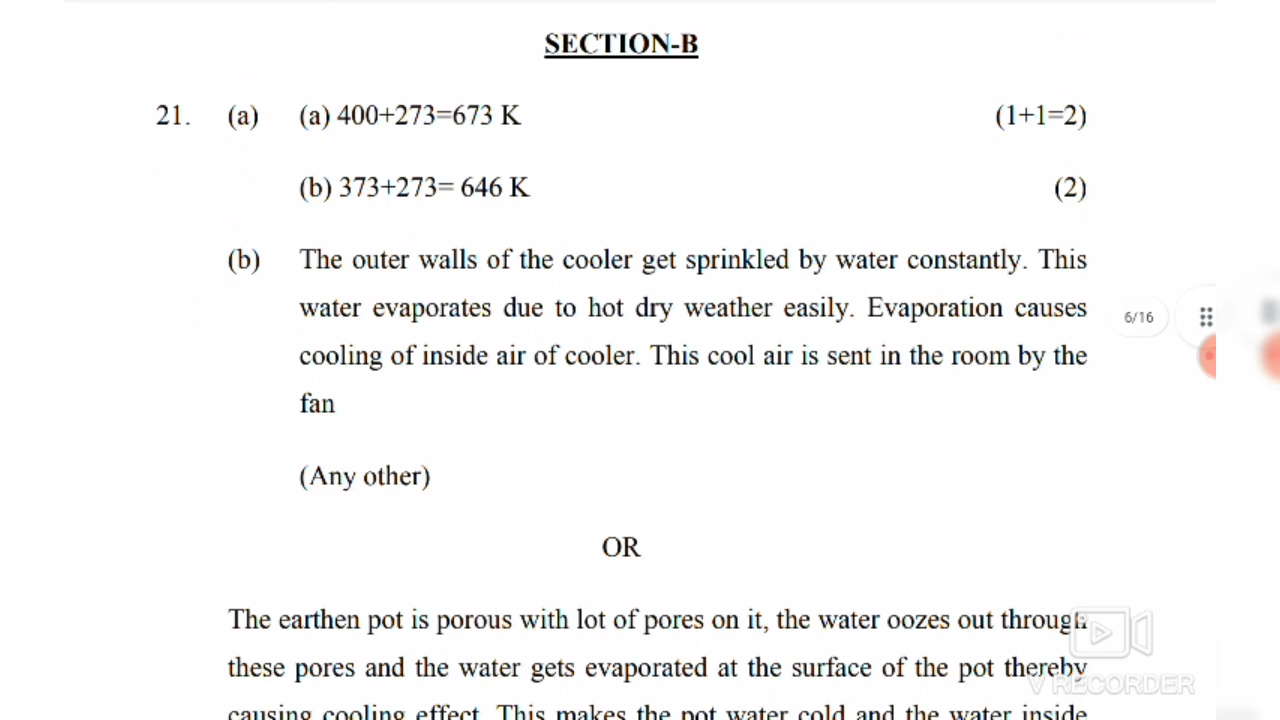 SECTION-B
21. (a) (a) 400+273=673 K (1+1=2)
(b) 373+273= 646 K (2)
(b) The outer walls of the cooler get sprinkled by water constantly. This
water evaporates due to hot dry weather easily. Evaporation causes
cooling of inside air of cooler. This cool air is sent in the room by the
fan
(Any other)
6/16
OR
The earthen pot is porous with lot of pores on it, the water oozes out through
these pores and the water gets evaporated at the surface of the pot thereby
causing cooling effect. This makes the pot water cold and the water inside
V RECORDER